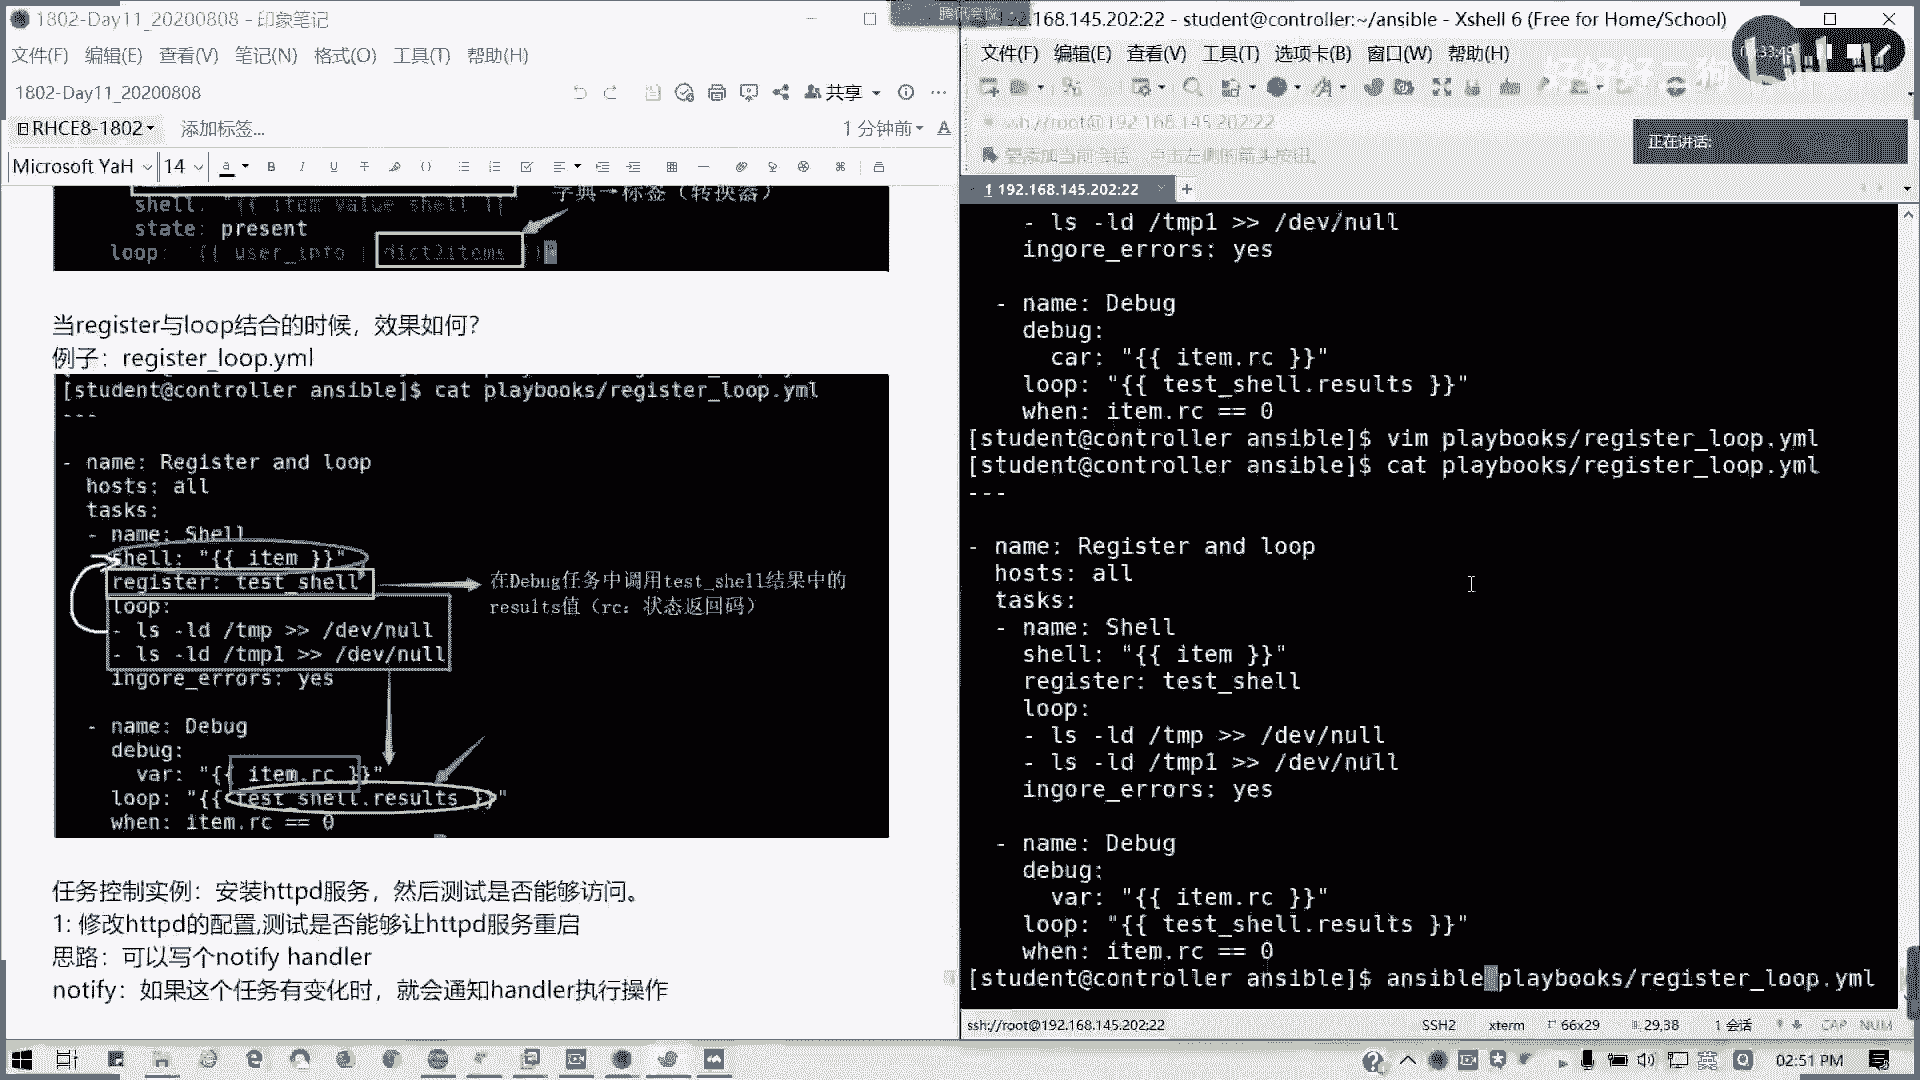 1802-Day11_20200808 - 印象笔记
文件(F) 编辑(E) 查看(V) 笔记(N) 格式(O) 工具(T) 帮助(H)
1802-Day11_20200808
共享
RHCE8-1802
添加标签...
1 分钟前
Microsoft YaH
14
字典→标签（转换器）
shell: "{{ item value shell }}
state: present
loop: "{{ user_info | dict2items }}
当register与loop结合的时候，效果如何？
例子：register_loop.yml
[student@controller ansible]$ cat playbooks/register_loop.yml
---
- name: Register and loop
hosts: all
tasks:
- name: Shell
shell: "{{ item }}"
register: test_shell
loop:
- ls -ld /tmp >> /dev/null
- ls -ld /tmp1 >> /dev/null
ingore_errors: yes
在Debug任务中调用test_shell结果中的
results值（rc：状态返回码）
- name: Debug
debug:
var: "{{ item.rc }}"
loop: "{{ test_shell.results }}"
when: item.rc == 0
任务控制实例：安装httpd服务，然后测试是否能够访问。
1: 修改httpd的配置,测试是否能够让httpd服务重启
思路：可以写个notify handler
notify：如果这个任务有变化时，就会通知handler执行操作
192.168.145.202:22 - student@controller:~/ansible - Xshell 6 (Free for Home/School)
文件(F) 编辑(E) 查看(V) 工具(T) 选项卡(B) 窗口(W) 帮助(H)
ssh://root@192.168.145.202:22
要添加当前会话，点击左侧的箭头按钮。
正在讲话:
1 192.168.145.202:22
- ls -ld /tmp1 >> /dev/null
ingore_errors: yes
- name: Debug
debug:
car: "{{ item.rc }}"
loop: "{{ test_shell.results }}"
when: item.rc == 0
[student@controller ansible]$ vim playbooks/register_loop.yml
[student@controller ansible]$ cat playbooks/register_loop.yml
---
- name: Register and loop
hosts: all
tasks:
- name: Shell
shell: "{{ item }}"
register: test_shell
loop:
- ls -ld /tmp >> /dev/null
- ls -ld /tmp1 >> /dev/null
ingore_errors: yes
- name: Debug
debug:
var: "{{ item.rc }}"
loop: "{{ test_shell.results }}"
when: item.rc == 0
[student@controller ansible]$ ansible playbooks/register_loop.yml
ssh://root@192.168.145.202:22
SSH2
xterm
66x29
29,38
1 会话
CAP NUM
英
02:51 PM